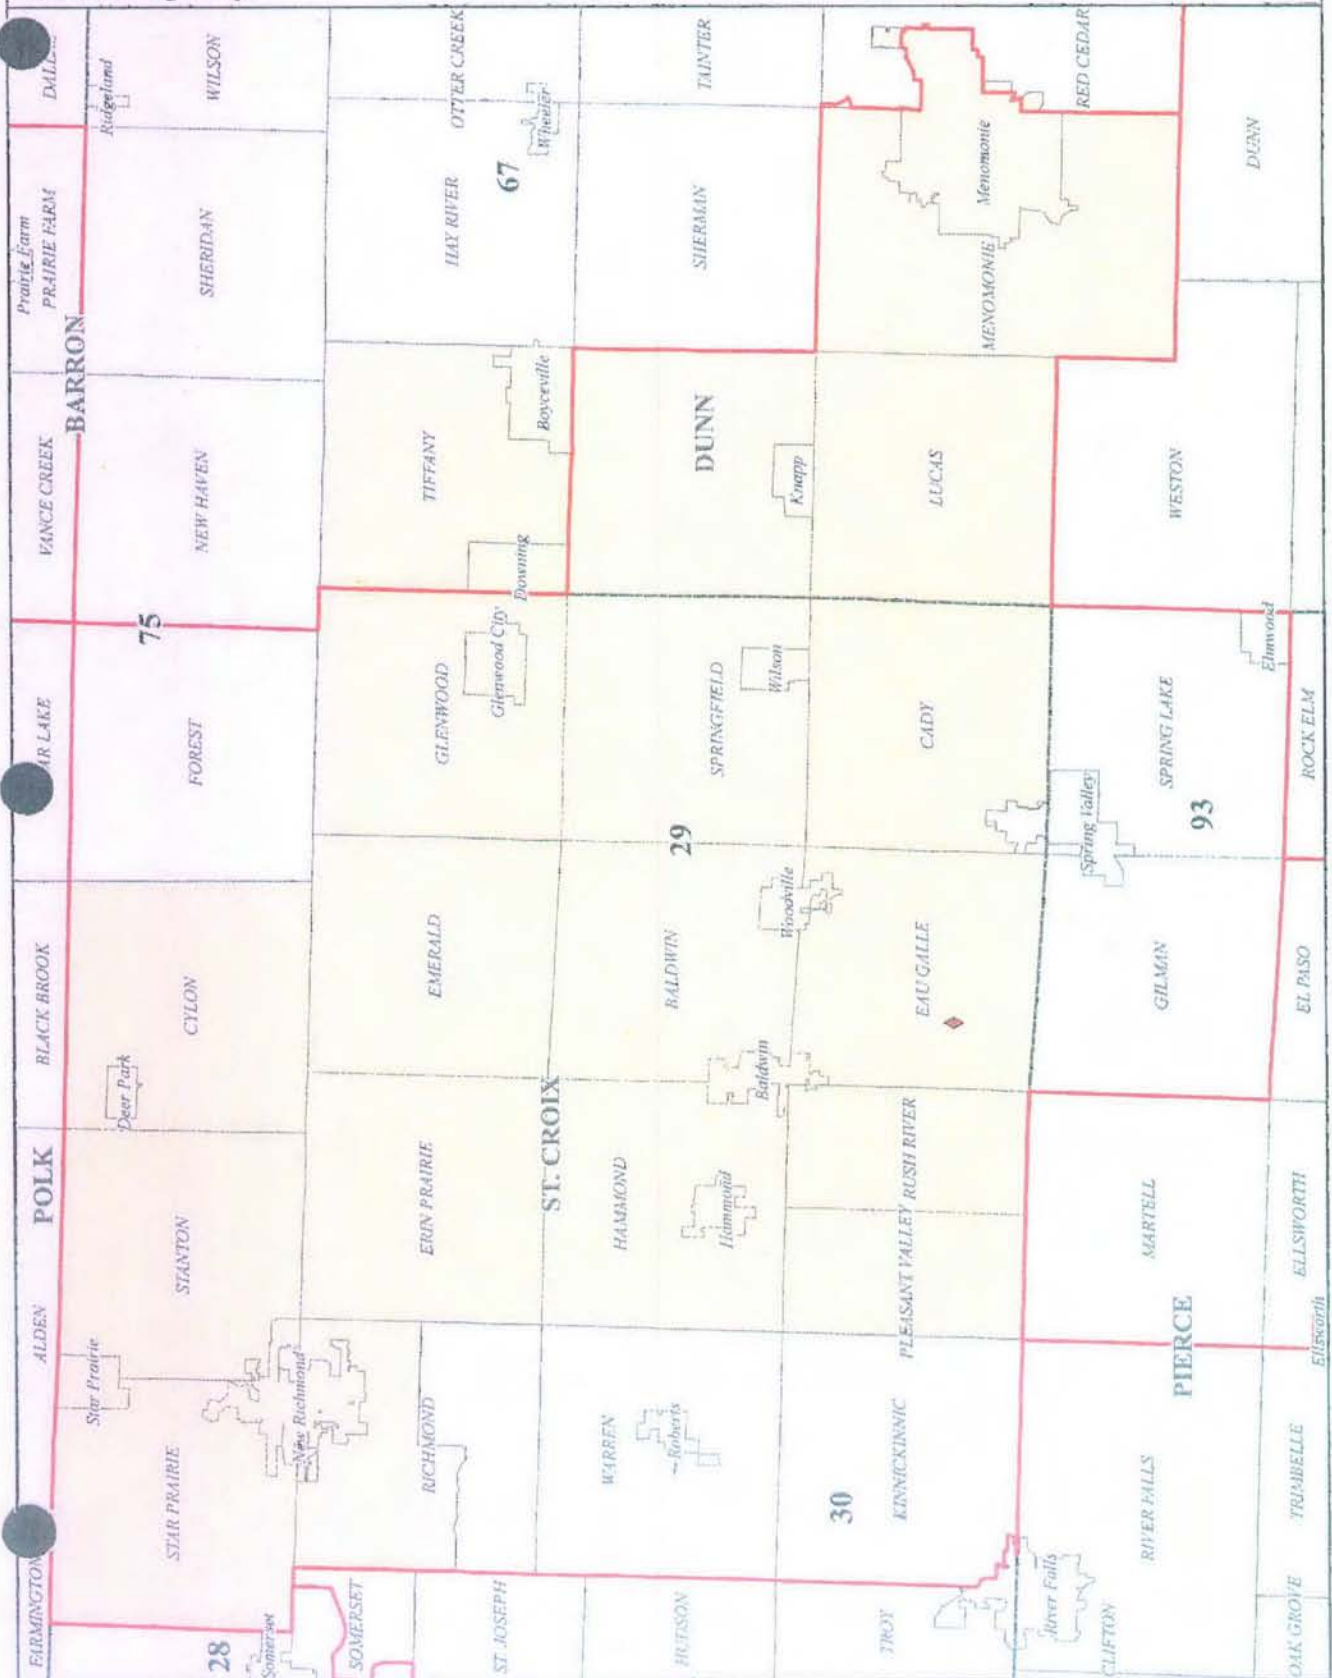 FARMINGTON
ALDEN
POLK
BLACK BROOK
AR LAKE
VANCE CREEK
BARRON
Prairie Farm
PRAIRIE FARM
STAR PRAIRIE
Star Prairie
STANTON
Deer Park
CYLON
FOREST
75
NEW HAVEN
SHERIDAN
Ridgeland
WILSON
28
Somerset
SOMERSET
New Richmond
RICHMOND
ERIN PRAIRIE
EMERALD
GLENWOOD
Glenwood City
Downing
TIFFANY
Boyceville
HAY RIVER
67
OTTER CREEK
Wheeler
ST. JOSEPH
HUDSON
WARREN
Roberts
ST. CROIX
HAMMOND
Hammond
BALDWIN
Baldwin
29
Woodville
SPRINGFIELD
Wilson
DUNN
Knapp
SHERMAN
TAINTER
TROY
30
KINNICKINNIC
PLEASANT VALLEY
RUSH RIVER
EAU GALLE
CADY
LUCAS
MENOMONIE
Menomonie
RED CEDAR
CLIFTON
River Falls
RIVER FALLS
PIERCE
MARTELL
GILMAN
Spring Valley
SPRING LAKE
93
Elmwood
WESTON
DUNN
OAK GROVE
TRIMBELLE
Ellsworth
ELLSWORTH
EL PASO
ROCK ELM